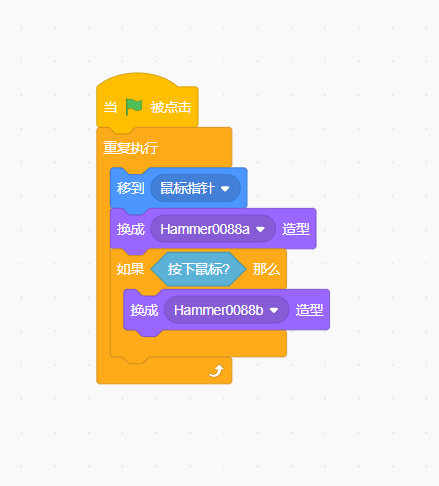 当 被点击
重复执行
移到 鼠标指针
换成 Hammer0088a 造型
如果 按下鼠标? 那么
换成 Hammer0088b 造型